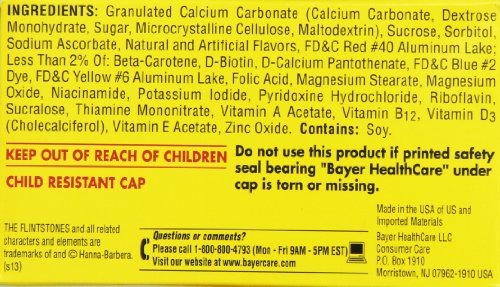 INGREDIENTS: Granulated Calcium Carbonate (Calcium Carbonate, Dextrose
Monohydrate, Sugar, Microcrystalline Cellulose, Maltodextrin), Sucrose, Sorbitol,
Sodium Ascorbate, Natural and Artificial Flavors, FD&C Red #40 Aluminum Lake;
Less Than 2% Of: Beta-Carotene, D-Biotin, D-Calcium Pantothenate, FD&C Blue #2
Dye, FD&C Yellow #6 Aluminum Lake, Folic Acid, Magnesium Stearate, Magnesium
Oxide, Niacinamide, Potassium Iodide, Pyridoxine Hydrochloride, Riboflavin,
Sucralose, Thiamine Mononitrate, Vitamin A Acetate, Vitamin B12, Vitamin D3
(Cholecalciferol), Vitamin E Acetate, Zinc Oxide. Contains: Soy.
KEEP OUT OF REACH OF CHILDREN
CHILD RESISTANT CAP
Do not use this product if printed safety
seal bearing "Bayer HealthCare" under
cap is torn or missing.
THE FLINTSTONES and all related
characters and elements are
trademarks of and © Hanna-Barbera.
(s13)
Questions or comments?
Please call 1-800-800-4793 (Mon - Fri 9AM - 5PM EST)
Visit our website at www.bayercare.com
Made in the USA of US and
Imported Materials
Bayer HealthCare LLC
Consumer Care
P.O. Box 1910
Morristown, NJ 07962-1910 USA